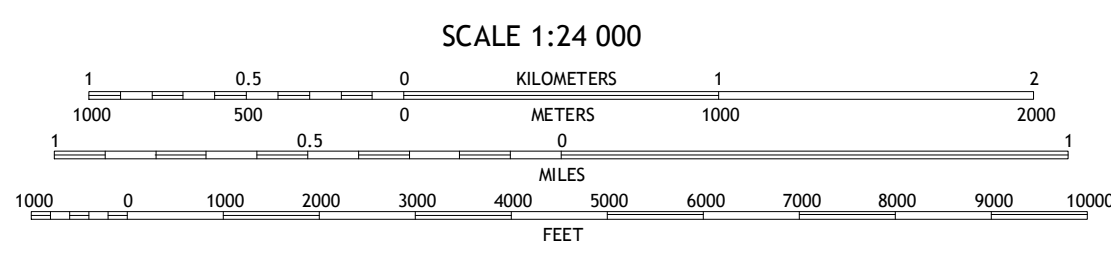 SCALE 1:24 000
1 0.5 0 KILOMETERS 1 2
1000 500 0 METERS 1000 2000
1 0.5 0 1
MILES
1000 0 1000 2000 3000 4000 5000 6000 7000 8000 9000 10000
FEET